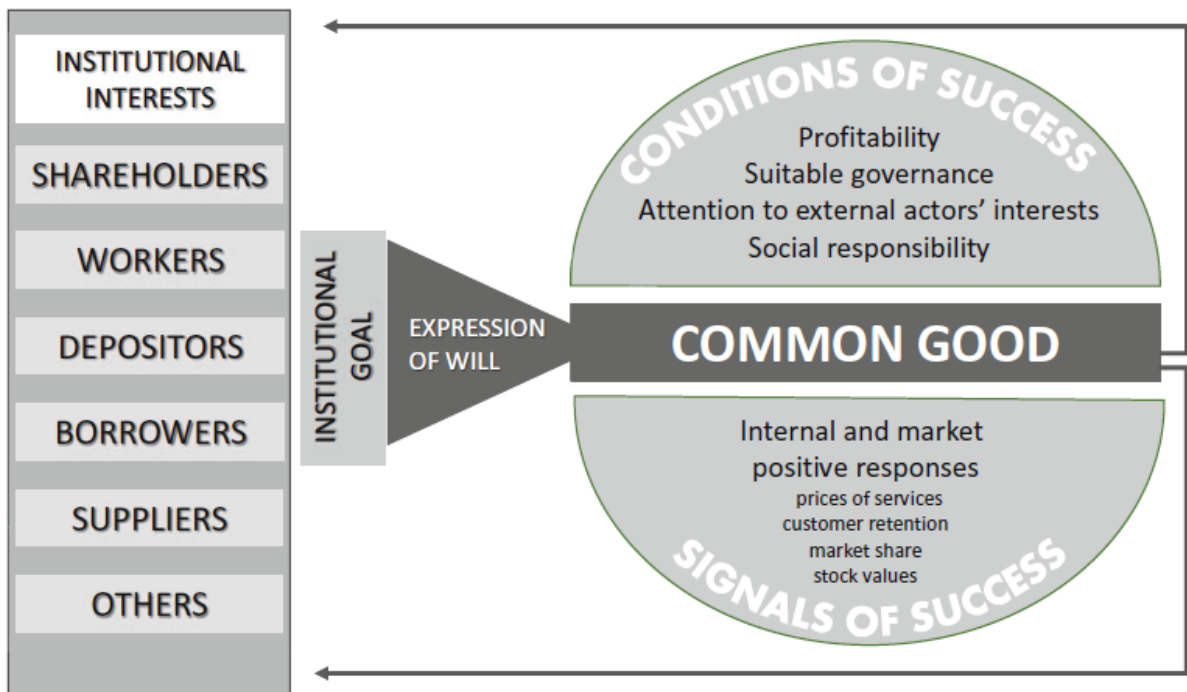 INSTITUTIONAL
INTERESTS
SHAREHOLDERS
WORKERS
DEPOSITORS
BORROWERS
SUPPLIERS
OTHERS
INSTITUTIONAL
GOAL
EXPRESSION
OF WILL
CONDITIONS OF SUCCESS
Profitability
Suitable governance
Attention to external actors’ interests
Social responsibility
COMMON GOOD
Internal and market
positive responses
prices of services
customer retention
market share
stock values
SIGNALS OF SUCCESS